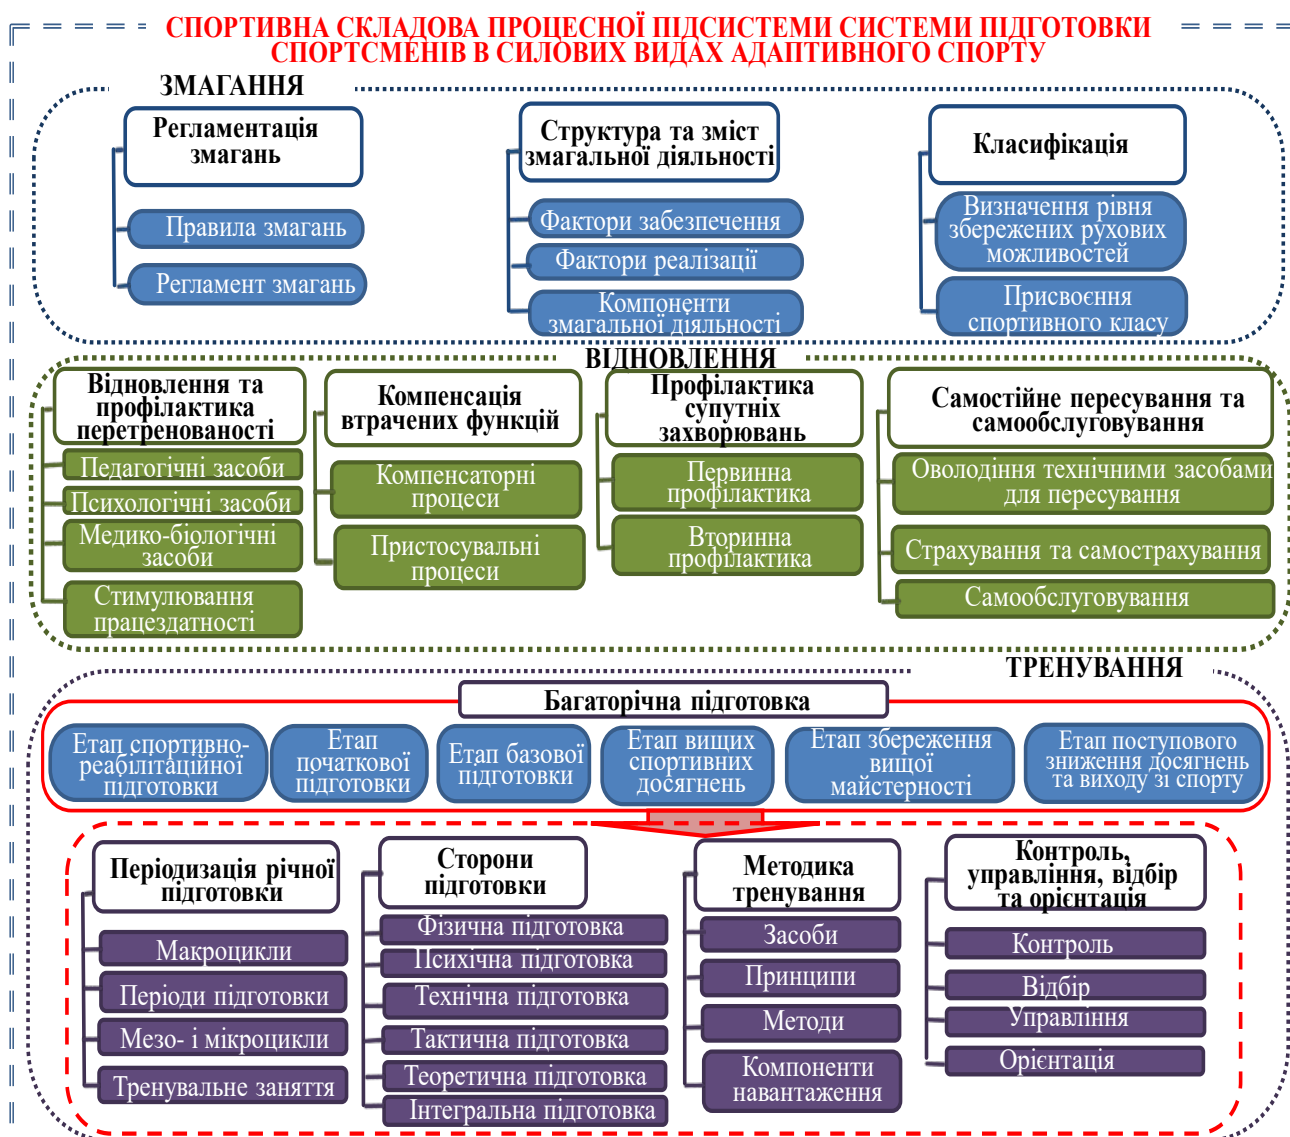 СПОРТИВНА СКЛАДОВА ПРОЦЕСНОЇ ПІДСИСТЕМИ СИСТЕМИ ПІДГОТОВКИ
СПОРТСМЕНІВ В СИЛОВИХ ВИДАХ АДАПТИВНОГО СПОРТУ
ЗМАГАННЯ
Регламентація
змагань
Правила змагань
Регламент змагань
Структура та зміст
змагальної діяльності
Фактори забезпечення
Фактори реалізації
Компоненти
змагальної діяльності
Класифікація
Визначення рівня
збережених рухових
можливостей
Присвоєння
спортивного класу
ВІДНОВЛЕННЯ
Відновлення та
профілактика
перетренованості
Педагогічні засоби
Психологічні засоби
Медико-біологічні
засоби
Стимулювання
працездатності
Компенсація
втрачених функцій
Компенсаторні
процеси
Пристосувальні
процеси
Профілактика
супутніх
захворювань
Первинна
профілактика
Вторинна
профілактика
Самостійне пересування та
самообслуговування
Оволодіння технічними засобами
для пересування
Страхування та самострахування
Самообслуговування
ТРЕНУВАННЯ
Багаторічна підготовка
Етап спортивно-
реабілітаційної
підготовки
Етап
початкової
підготовки
Етап базової
підготовки
Етап вищих
спортивних
досягнень
Етап збереження
вищої
майстерності
Етап поступового
зниження досягнень
та виходу зі спорту
Періодизація річної
підготовки
Макроцикли
Періоди підготовки
Мезо- і мікроцикли
Тренувальне заняття
Сторони
підготовки
Фізична підготовка
Психічна підготовка
Технічна підготовка
Тактична підготовка
Теоретична підготовка
Інтегральна підготовка
Методика
тренування
Засоби
Принципи
Методи
Компоненти
навантаження
Контроль,
управління, відбір
та орієнтація
Контроль
Відбір
Управління
Орієнтація